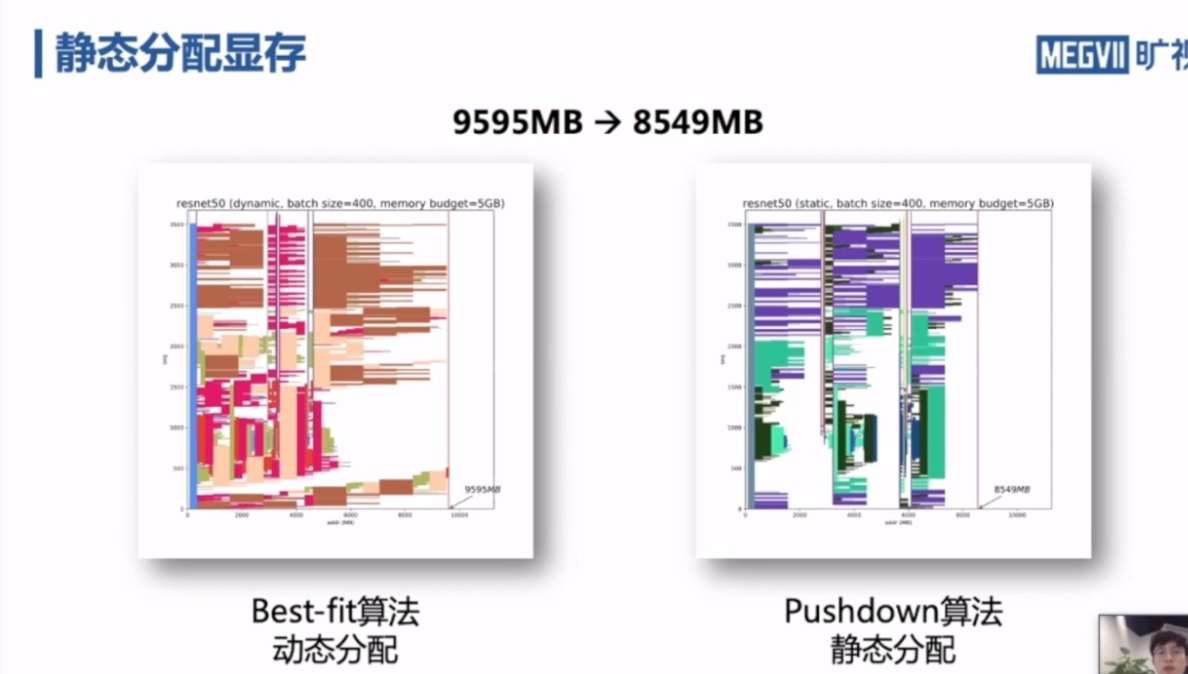 静态分配显存
MEGVII 旷视
9595MB → 8549MB
resnet50 (dynamic, batch size=400, memory budget=5GB)
3500
3000
2500
2000
1500
1000
500
0
0 2000 4000 6000 8000 10000
addr (MB)
9595MB
resnet50 (static, batch size=400, memory budget=5GB)
3500
3000
2500
2000
1500
1000
500
0
0 2000 4000 6000 8000 10000
addr (MB)
8549MB
Best-fit算法
动态分配
Pushdown算法
静态分配